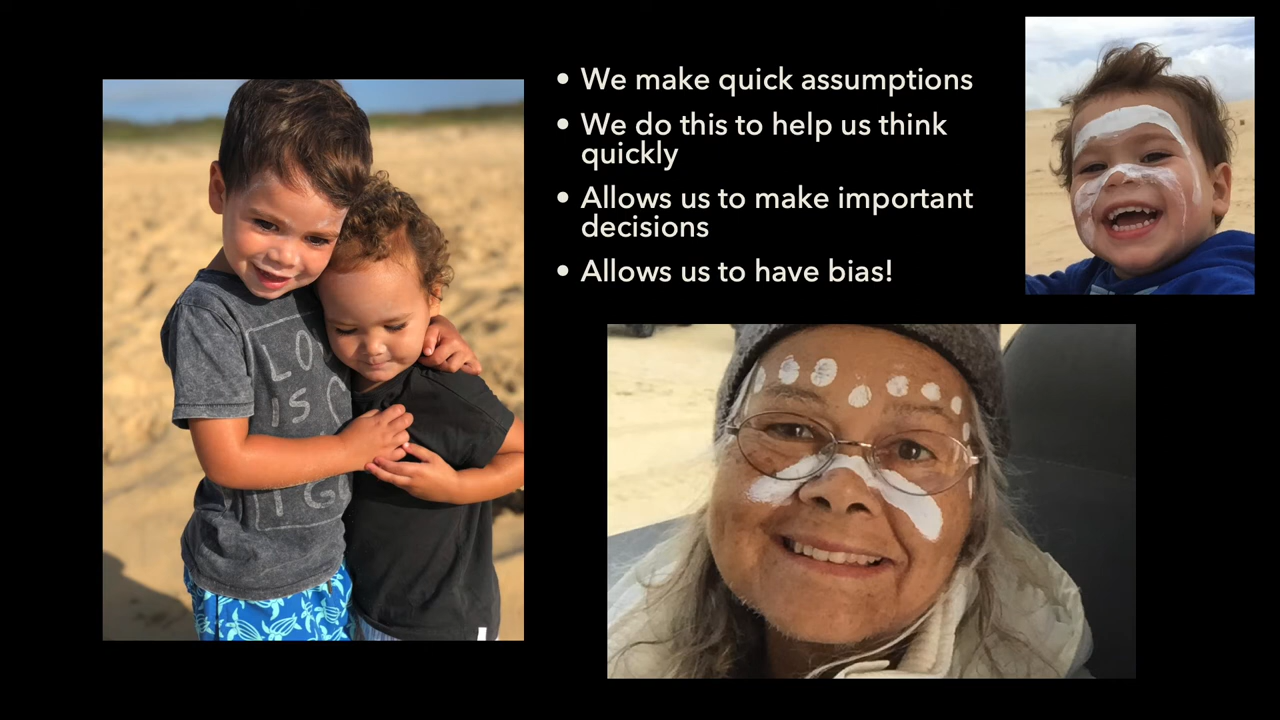 • We make quick assumptions
• We do this to help us think
quickly
• Allows us to make important
decisions
• Allows us to have bias!
IS